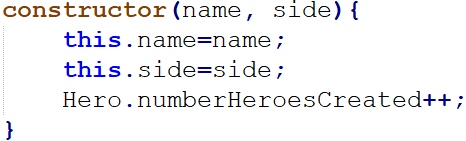 constructor(name, side){
    this.name=name;
    this.side=side;
    Hero.numberHeroesCreated++;
}